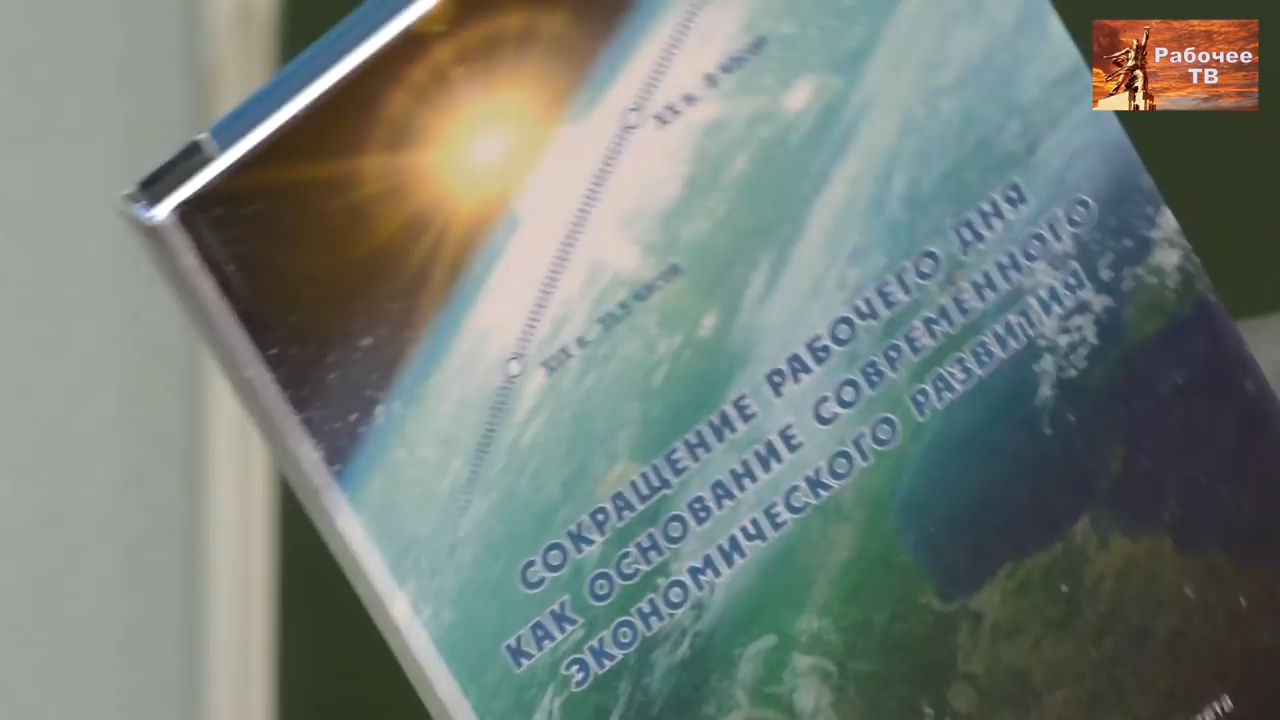 Рабочее
ТВ
СОКРАЩЕНИЕ РАБОЧЕГО ДНЯ
КАК ОСНОВАНИЕ СОВРЕМЕННОГО
ЭКОНОМИЧЕСКОГО РАЗВИТИЯ